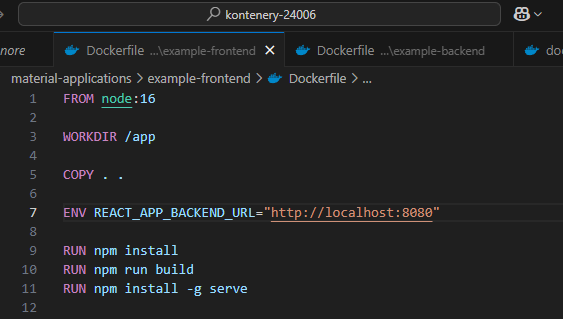 kontenery-24006
nore
Dockerfile ...\example-frontend
Dockerfile ...\example-backend
material-applications > example-frontend > Dockerfile > ...
1 FROM node:16
2
3 WORKDIR /app
4
5 COPY . .
6
7 ENV REACT_APP_BACKEND_URL="http://localhost:8080"
8
9 RUN npm install
10 RUN npm run build
11 RUN npm install -g serve
12